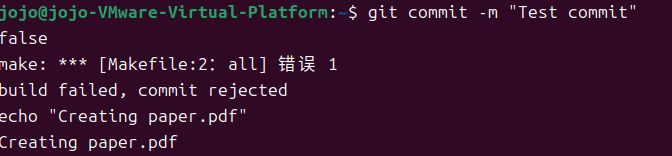 jojo@jojo-VMware-Virtual-Platform:~$ git commit -m "Test commit"
false
make: *** [Makefile:2：all] 错误 1
build failed, commit rejected
echo "Creating paper.pdf"
Creating paper.pdf